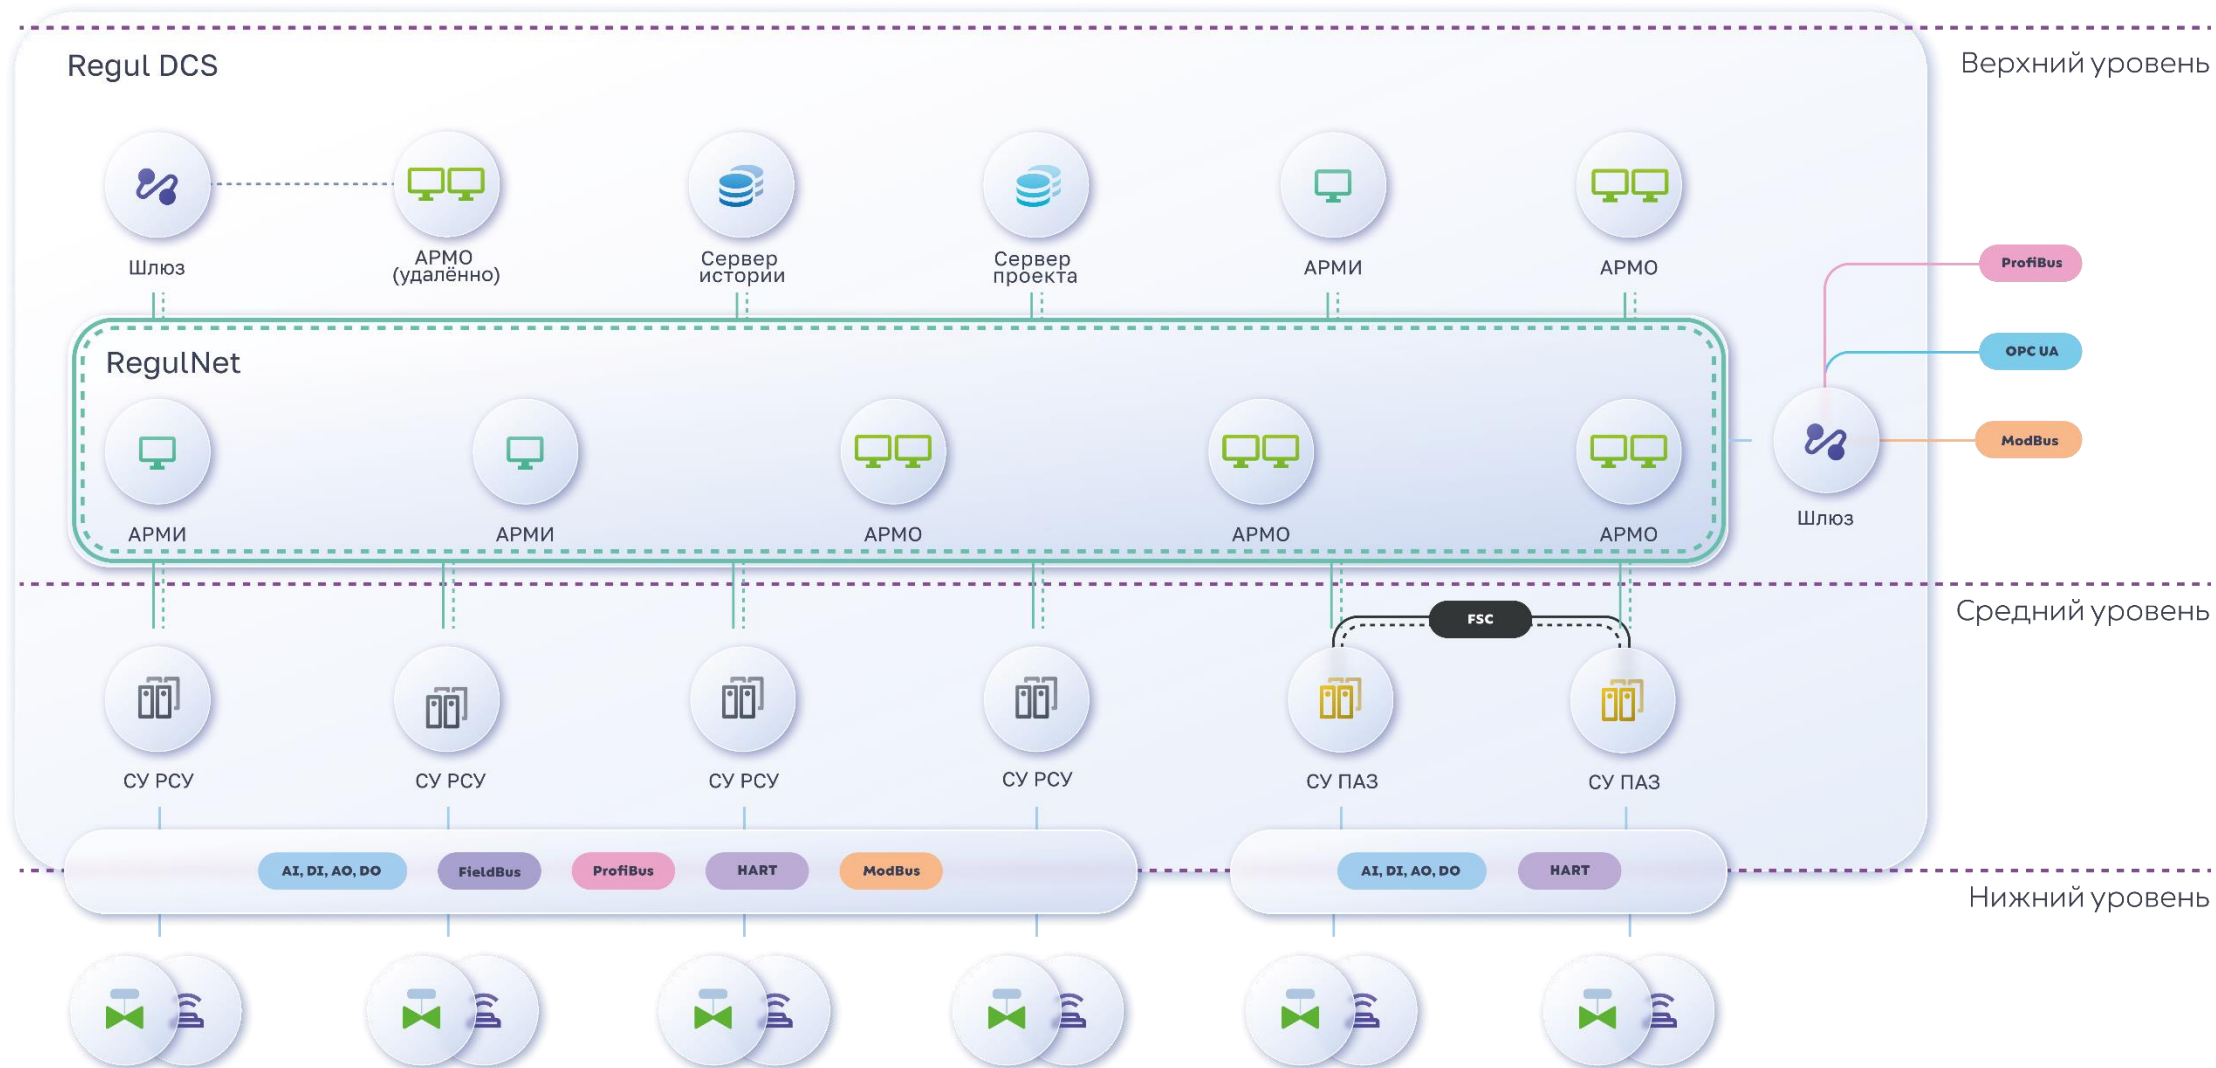 Regul DCS
Верхний уровень
Шлюз
АРМО
(удалённо)
Сервер
истории
Сервер
проекта
АРМИ
АРМО
ProfiBus
OPC UA
ModBus
RegulNet
АРМИ
АРМИ
АРМО
АРМО
АРМО
Шлюз
Средний уровень
FSC
СУ РСУ
СУ РСУ
СУ РСУ
СУ РСУ
СУ ПАЗ
СУ ПАЗ
AI, DI, AO, DO
FieldBus
ProfiBus
HART
ModBus
AI, DI, AO, DO
HART
Нижний уровень